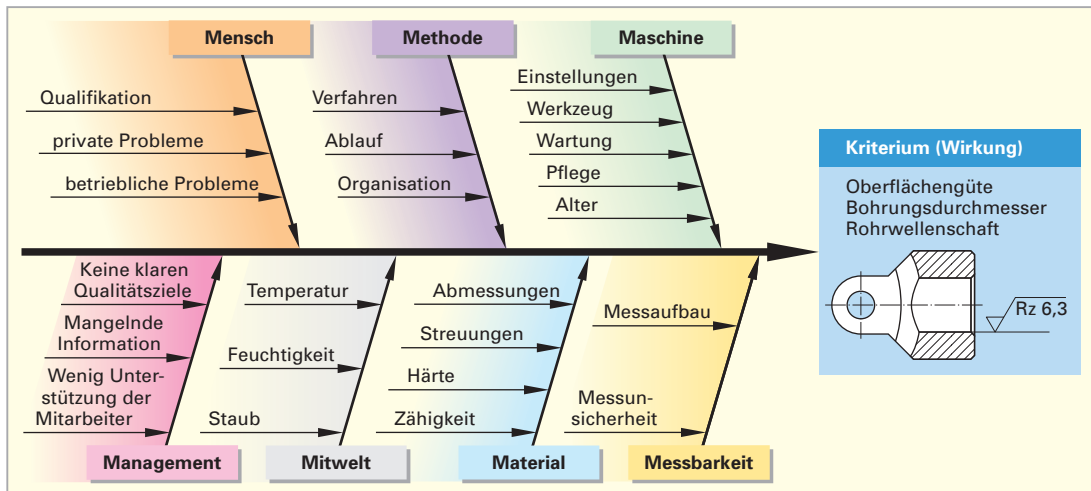 Mensch
Qualifikation
private Probleme
betriebliche Probleme
Methode
Verfahren
Ablauf
Organisation
Maschine
Einstellungen
Werkzeug
Wartung
Pflege
Alter
Kriterium (Wirkung)
Oberflächengüte
Bohrungsdurchmesser
Rohrwellenschaft
Rz 6,3
Keine klaren
Qualitätsziele
Mangelnde
Information
Wenig Unter-
stützung der
Mitarbeiter
Management
Temperatur
Feuchtigkeit
Staub
Mitwelt
Abmessungen
Streuungen
Härte
Zähigkeit
Material
Messaufbau
Messun-
sicherheit
Messbarkeit